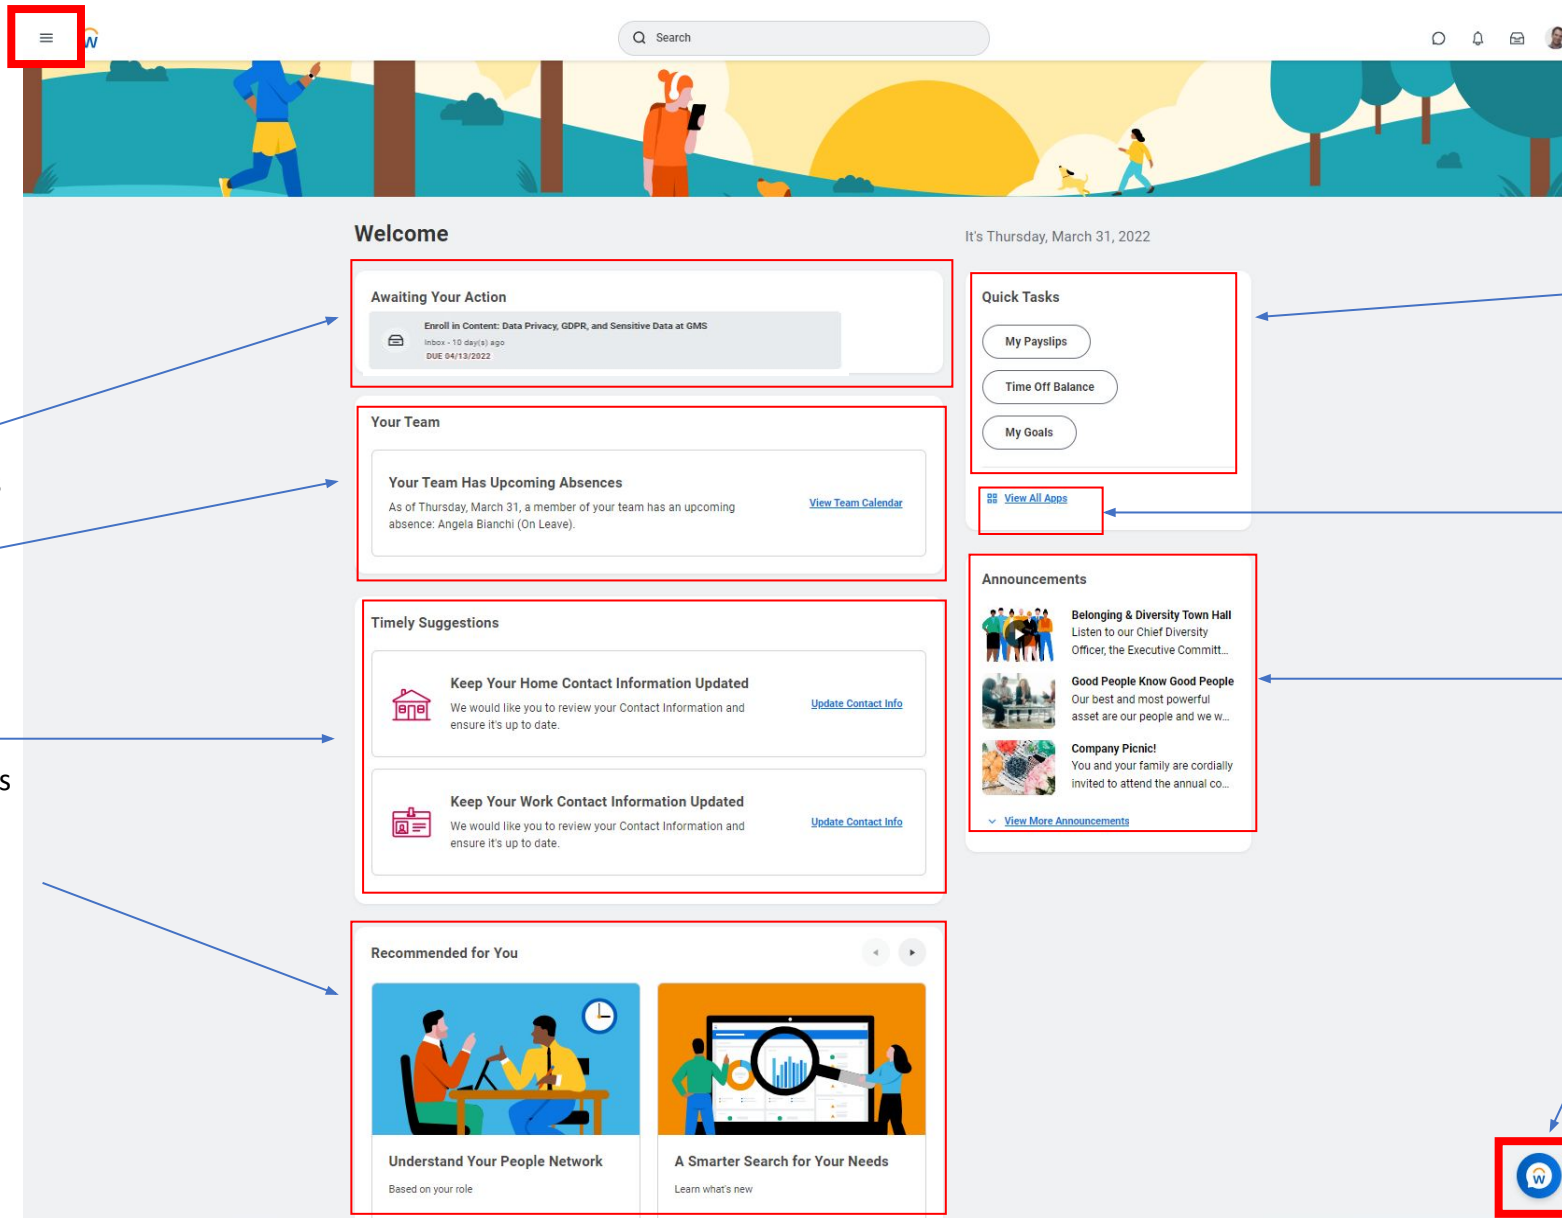 Search
Welcome
It's Thursday, March 31, 2022
Awaiting Your Action
Enroll in Content: Data Privacy, GDPR, and Sensitive Data at GMS
Inbox - 10 day(s) ago
DUE 04/13/2022
Your Team
Your Team Has Upcoming Absences
As of Thursday, March 31, a member of your team has an upcoming
absence: Angela Bianchi (On Leave).
View Team Calendar
Timely Suggestions
Keep Your Home Contact Information Updated
We would like you to review your Contact Information and
ensure it's up to date.
Update Contact Info
Keep Your Work Contact Information Updated
We would like you to review your Contact Information and
ensure it's up to date.
Update Contact Info
s
Recommended for You
Understand Your People Network
Based on your role
A Smarter Search for Your Needs
Learn what's new
Quick Tasks
My Payslips
Time Off Balance
My Goals
View All Apps
Announcements
Belonging & Diversity Town Hall
Listen to our Chief Diversity
Officer, the Executive Committ...
Good People Know Good People
Our best and most powerful
asset are our people and we w...
Company Picnic!
You and your family are cordially
invited to attend the annual co...
View More Announcements
w